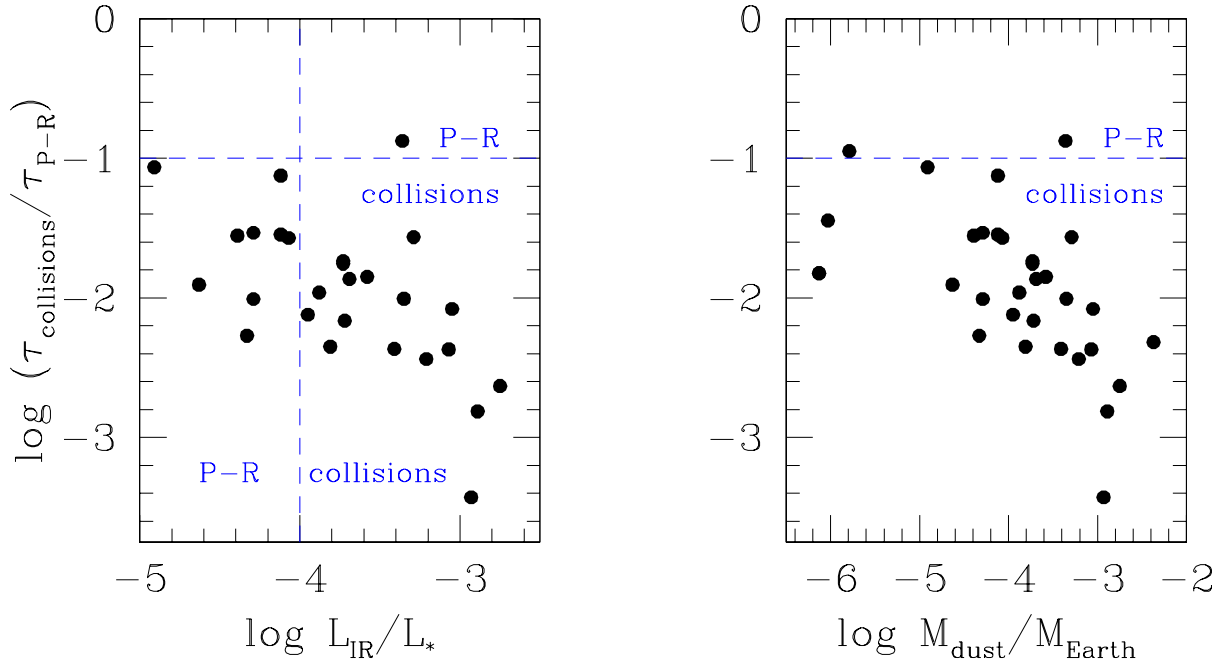 0 0
P−R P−R
−1 −1
collisions collisions
log (τcollisions/τP−R)
−2 −2
−3 −3
P−R collisions
−5 −4 −3 −6 −5 −4 −3 −2
log LIR/L* log Mdust/MEarth